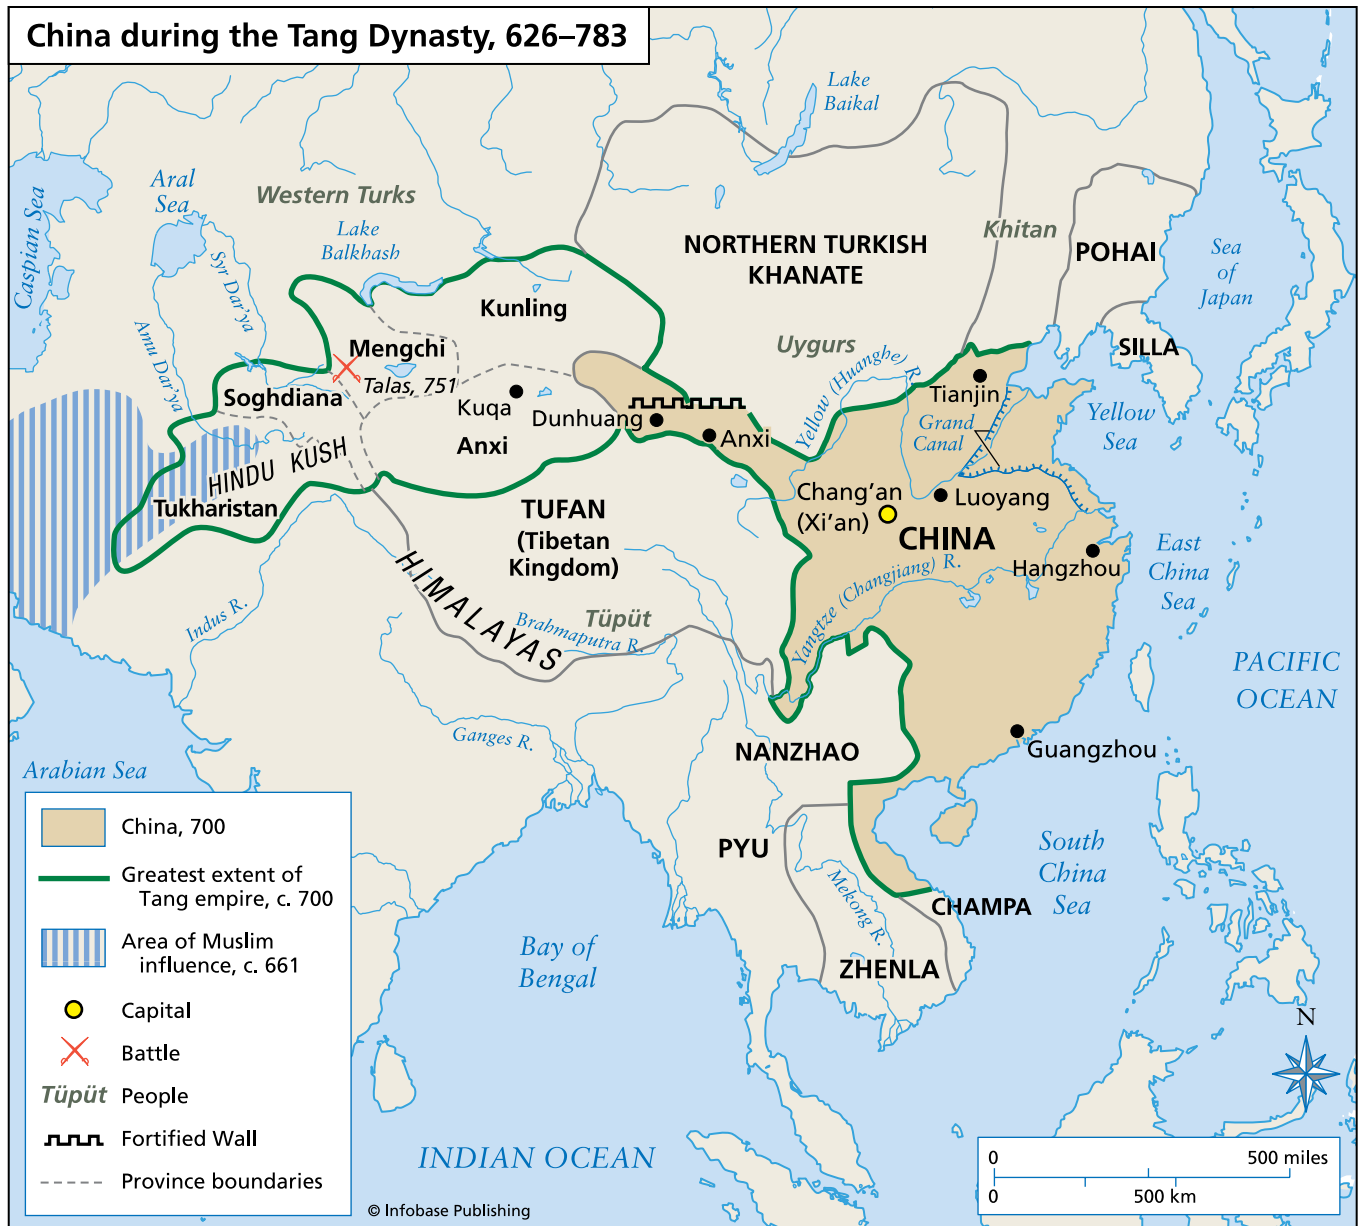 China during the Tang Dynasty, 626–783
Lake
Baikal
Caspian Sea
Aral
Sea
Western Turks
Lake
Balkhash
Syr Dar'ya
Amu Dar'ya
NORTHERN TURKISH
KHANATE
Khitan
POHAI
Sea
of
Japan
Kunling
Mengchi
Talas, 751
Uygurs
SILLA
Soghdiana
Kuqa
Dunhuang
Anxi
Anxi
Yellow (Huanghe) R.
Tianjin
Grand
Canal
Yellow
Sea
HINDU KUSH
Tukharistan
TUFAN
(Tibetan
Kingdom)
Chang'an
(Xi'an)
Luoyang
CHINA
Hangzhou
East
China
Sea
HIMALAYAS
Indus R.
Tüpüt
Brahmaputra R.
Yangtze (Changjiang) R.
PACIFIC
OCEAN
Ganges R.
NANZHAO
Guangzhou
Arabian Sea
PYU
Mekong R.
South
China
Sea
CHAMPA
ZHENLA
Bay of
Bengal
INDIAN OCEAN
China, 700
Greatest extent of
Tang empire, c. 700
Area of Muslim
influence, c. 661
Capital
Battle
Tüpüt People
Fortified Wall
Province boundaries
N
0 500 miles
0 500 km
© Infobase Publishing